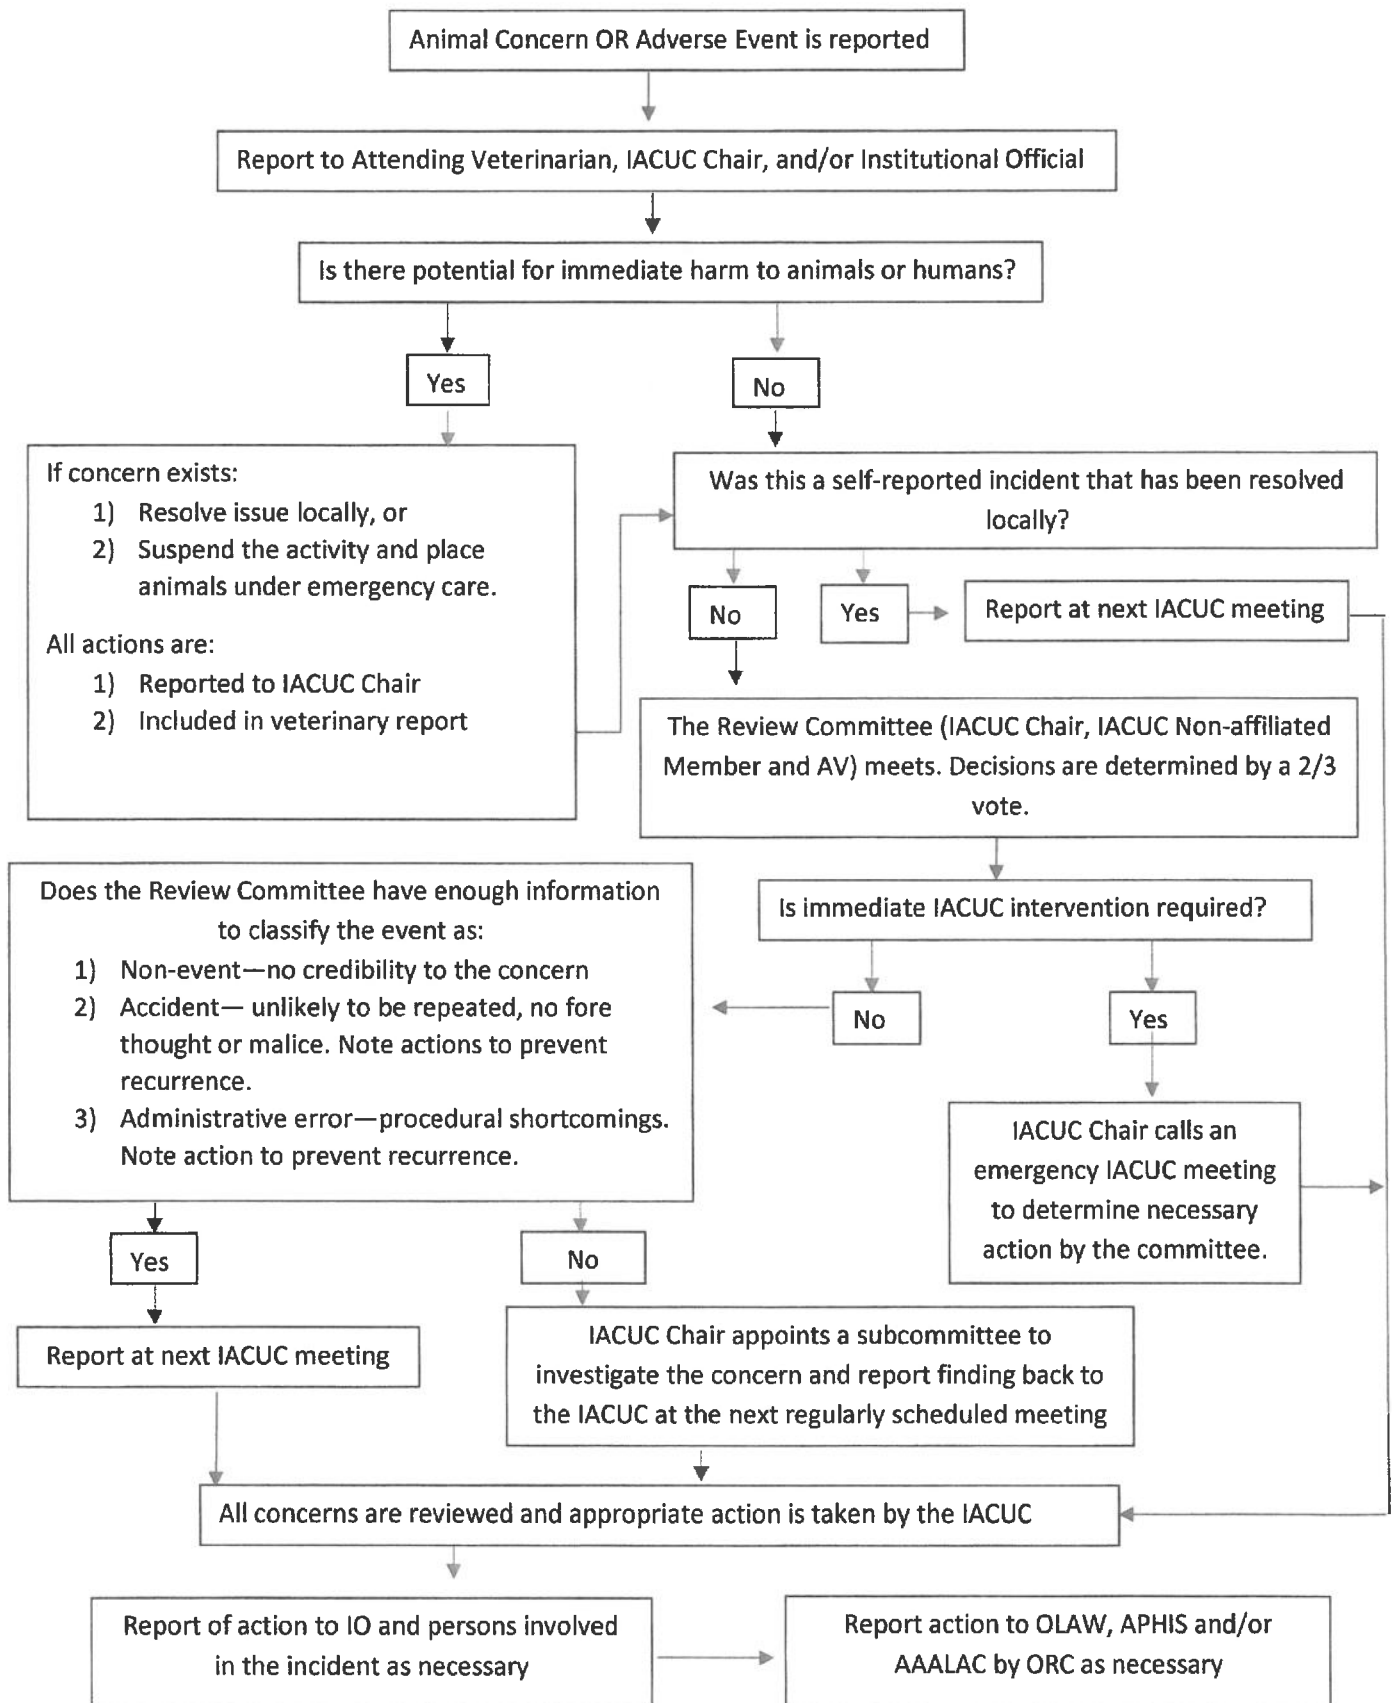 Animal Concern OR Adverse Event is reported
Report to Attending Veterinarian, IACUC Chair, and/or Institutional Official
Is there potential for immediate harm to animals or humans?
Yes
No
If concern exists:
1) Resolve issue locally, or
2) Suspend the activity and place
animals under emergency care.
All actions are:
1) Reported to IACUC Chair
2) Included in veterinary report
Was this a self-reported incident that has been resolved
locally?
No
Yes
Report at next IACUC meeting
The Review Committee (IACUC Chair, IACUC Non-affiliated
Member and AV) meets. Decisions are determined by a 2/3
vote.
Is immediate IACUC intervention required?
No
Yes
Does the Review Committee have enough information
to classify the event as:
1) Non-event—no credibility to the concern
2) Accident— unlikely to be repeated, no fore
thought or malice. Note actions to prevent
recurrence.
3) Administrative error—procedural shortcomings.
Note action to prevent recurrence.
IACUC Chair calls an
emergency IACUC meeting
to determine necessary
action by the committee.
Yes
No
Report at next IACUC meeting
IACUC Chair appoints a subcommittee to
investigate the concern and report finding back to
the IACUC at the next regularly scheduled meeting
All concerns are reviewed and appropriate action is taken by the IACUC
Report of action to IO and persons involved
in the incident as necessary
Report action to OLAW, APHIS and/or
AAALAC by ORC as necessary